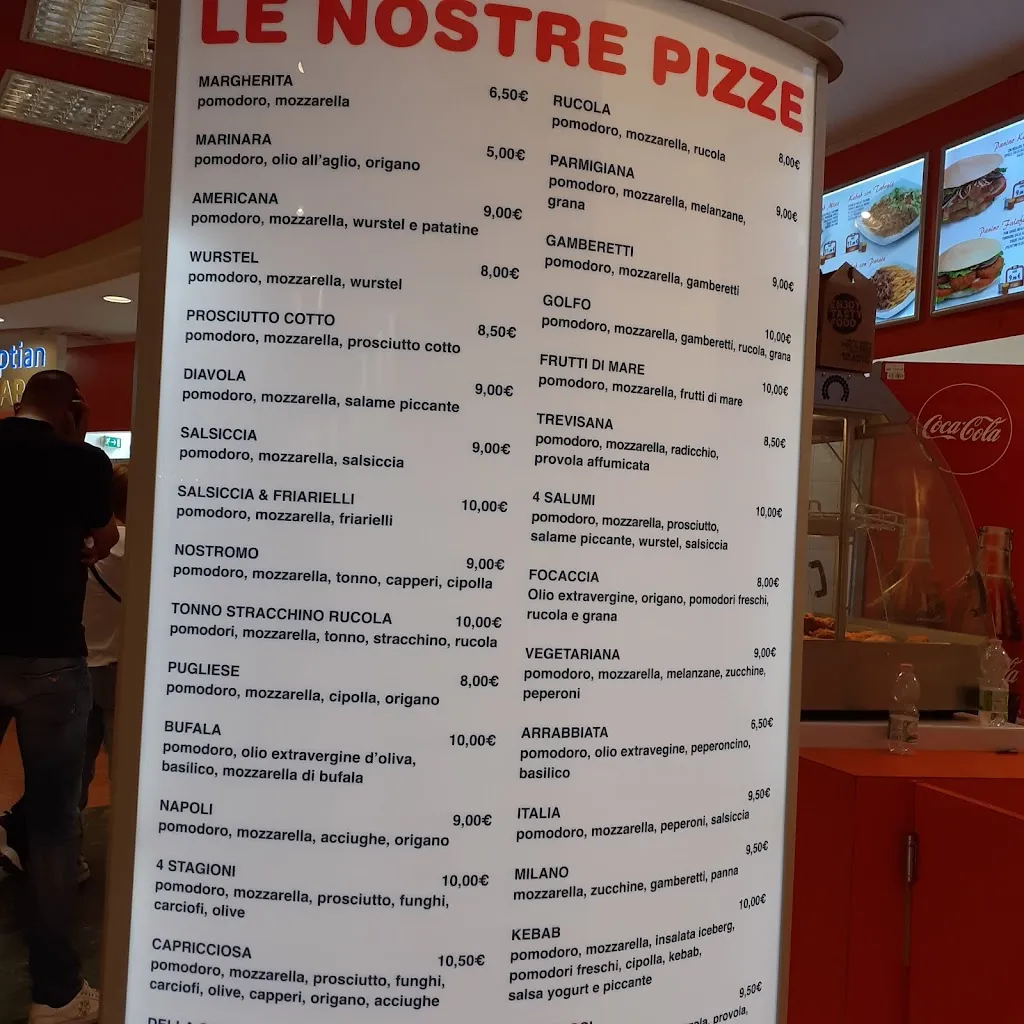 LE NOSTRE PIZZE
MARGHERITA
6,50€
pomodoro, mozzarella
MARINARA
5,00€
pomodoro, olio all'aglio, origano
AMERICANA
9,00€
pomodoro, mozzarella, wurstel e patatine
WURSTEL
8,00€
pomodoro, mozzarella, wurstel
PROSCIUTTO COTTO
8,50€
pomodoro, mozzarella, prosciutto cotto
DIAVOLA
9,00€
pomodoro, mozzarella, salame piccante
SALSICCIA
9,00€
pomodoro, mozzarella, salsiccia
SALSICCIA & FRIARIELLI
10,00€
pomodoro, mozzarella, friarielli
NOSTROMO
9,00€
pomodoro, mozzarella, tonno, capperi, cipolla
TONNO STRACCHINO RUCOLA
10,00€
pomodori, mozzarella, tonno, stracchino, rucola
PUGLIESE
8,00€
pomodoro, mozzarella, cipolla, origano
BUFALA
10,00€
pomodoro, olio extravergine d'oliva,
basilico, mozzarella di bufala
NAPOLI
9,00€
pomodoro, mozzarella, acciughe, origano
4 STAGIONI
10,00€
pomodoro, mozzarella, prosciutto, funghi,
carciofi, olive
CAPRICCIOSA
10,50€
pomodoro, mozzarella, prosciutto, funghi,
carciofi, olive, capperi, origano, acciughe
RUCOLA
8,00€
pomodoro, mozzarella, rucola
PARMIGIANA
9,00€
pomodoro, mozzarella, melanzane,
grana
GAMBERETTI
9,00€
pomodoro, mozzarella, gamberetti
GOLFO
10,00€
pomodoro, mozzarella, gamberetti, rucola, grana
FRUTTI DI MARE
10,00€
pomodoro, mozzarella, frutti di mare
TREVISANA
8,50€
pomodoro, mozzarella, radicchio,
provola affumicata
4 SALUMI
10,00€
pomodoro, mozzarella, prosciutto,
salame piccante, wurstel, salsiccia
FOCACCIA
8,00€
Olio extravergine, origano, pomodori freschi,
rucola e grana
VEGETARIANA
9,00€
pomodoro, mozzarella, melanzane, zucchine,
peperoni
ARRABBIATA
6,50€
pomodoro, olio extravegine, peperoncino,
basilico
ITALIA
9,50€
pomodoro, mozzarella, peperoni, salsiccia
MILANO
9,50€
mozzarella, zucchine, gamberetti, panna
KEBAB
10,00€
pomodoro, mozzarella, insalata iceberg,
pomodori freschi, cipolla, kebab,
salsa yogurt e piccante
9,50€
provola,
ptian
Coca-Cola
ENJOY
TASTY
FOOD